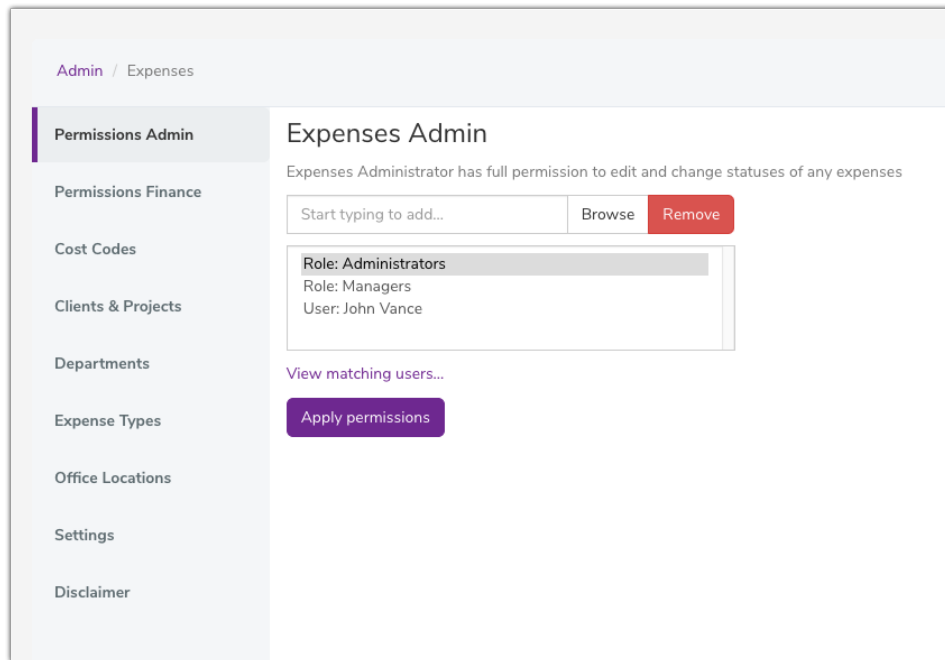 Admin / Expenses
Permissions Admin
Permissions Finance
Cost Codes
Clients & Projects
Departments
Expense Types
Office Locations
Settings
Disclaimer
Expenses Admin
Expenses Administrator has full permission to edit and change statuses of any expenses
Start typing to add... Browse Remove
Role: Administrators
Role: Managers
User: John Vance
View matching users...
Apply permissions